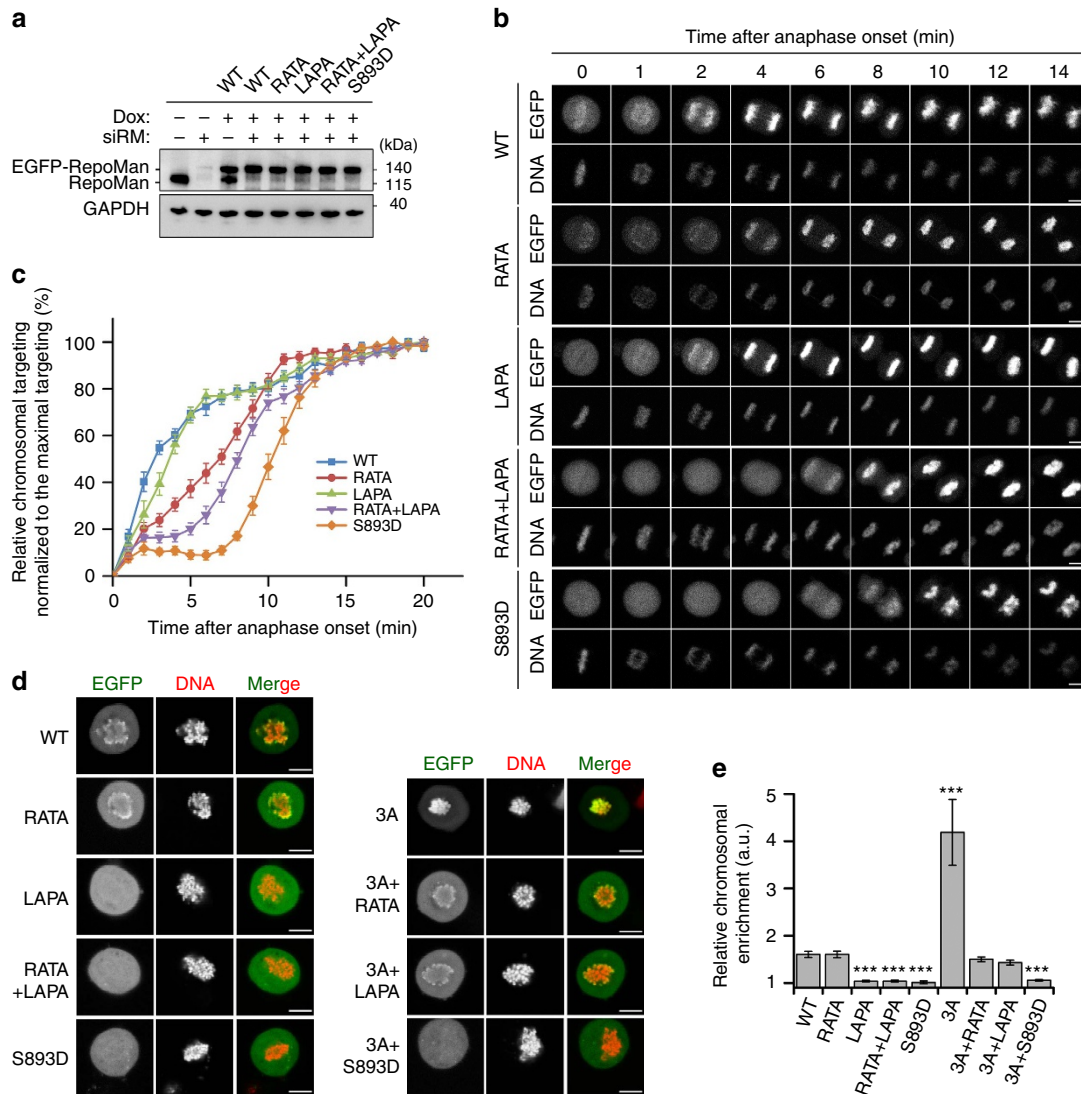 a
WT WT RATA LAPA RATA+LAPA S893D
Dox: – – + + + + + +
siRM: – + – + + + + +
(kDa)
EGFP-RepoMan 140
RepoMan 115
GAPDH 40
b
Time after anaphase onset (min)
0 1 2 4 6 8 10 12 14
WT
EGFP
DNA
RATA
EGFP
DNA
LAPA
EGFP
DNA
RATA+LAPA
EGFP
DNA
S893D
EGFP
DNA
c
Relative chromosomal targeting
normalized to the maximal targeting (%)
100
80
60
40
20
0
WT
RATA
LAPA
RATA+LAPA
S893D
0 5 10 15 20
Time after anaphase onset (min)
d
EGFP DNA Merge
WT
RATA
LAPA
RATA
+LAPA
S893D
EGFP DNA Merge
3A
3A+
RATA
3A+
LAPA
3A+
S893D
e
Relative chromosomal
enrichment (a.u.)
5
4
3
2
1
*** *** *** *** ***
WT RATA LAPA RATA+LAPA S893D 3A 3A+RATA 3A+LAPA 3A+S893D